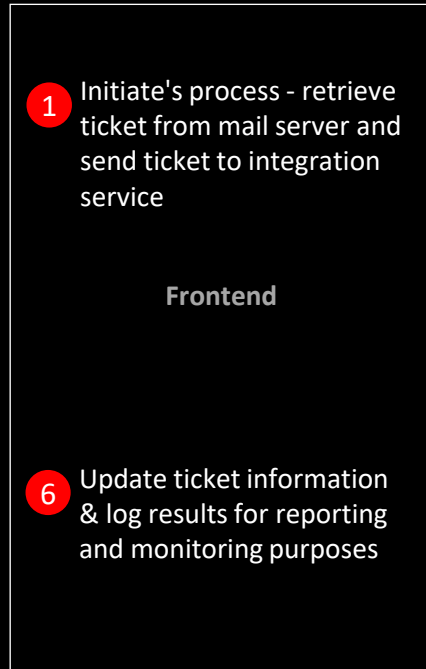 1
Initiate's process - retrieve
ticket from mail server and
send ticket to integration
service
Frontend
6
Update ticket information
& log results for reporting
and monitoring purposes